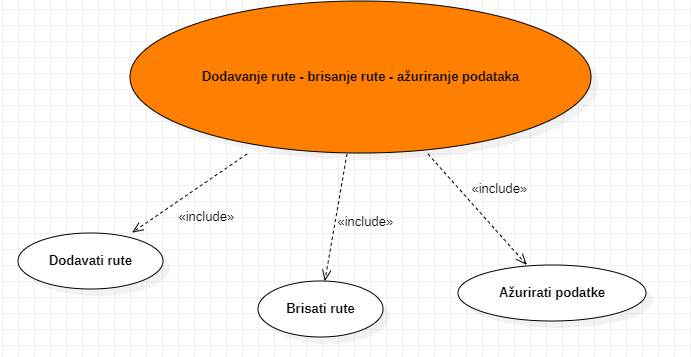 Dodavanje rute - brisanje rute - ažuriranje podataka
«include»
«include»
«include»
Dodavati rute
Brisati rute
Ažurirati podatke